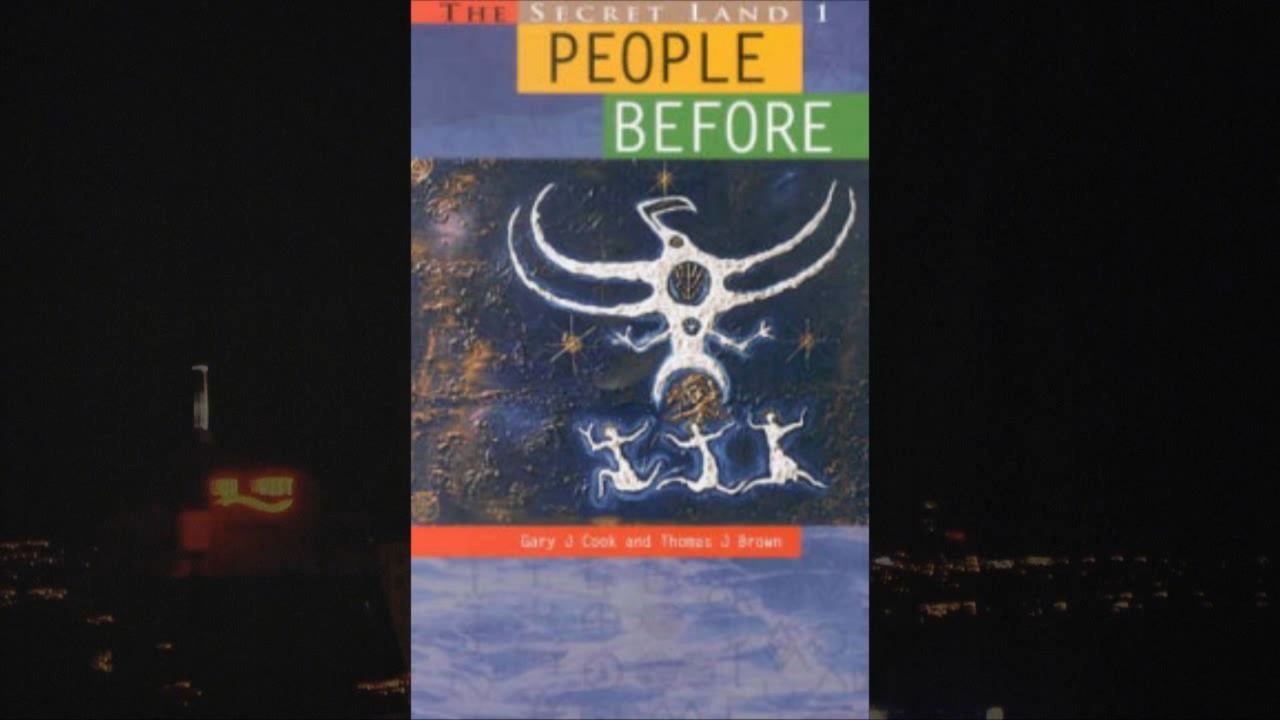 THE SECRET LAND 1
PEOPLE
BEFORE
Gary J Cook and Thomas J Brown